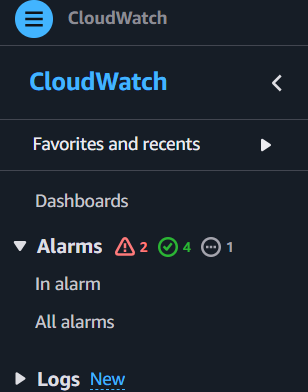 CloudWatch
CloudWatch
Favorites and recents
Dashboards
Alarms 2 4 1
In alarm
All alarms
Logs New